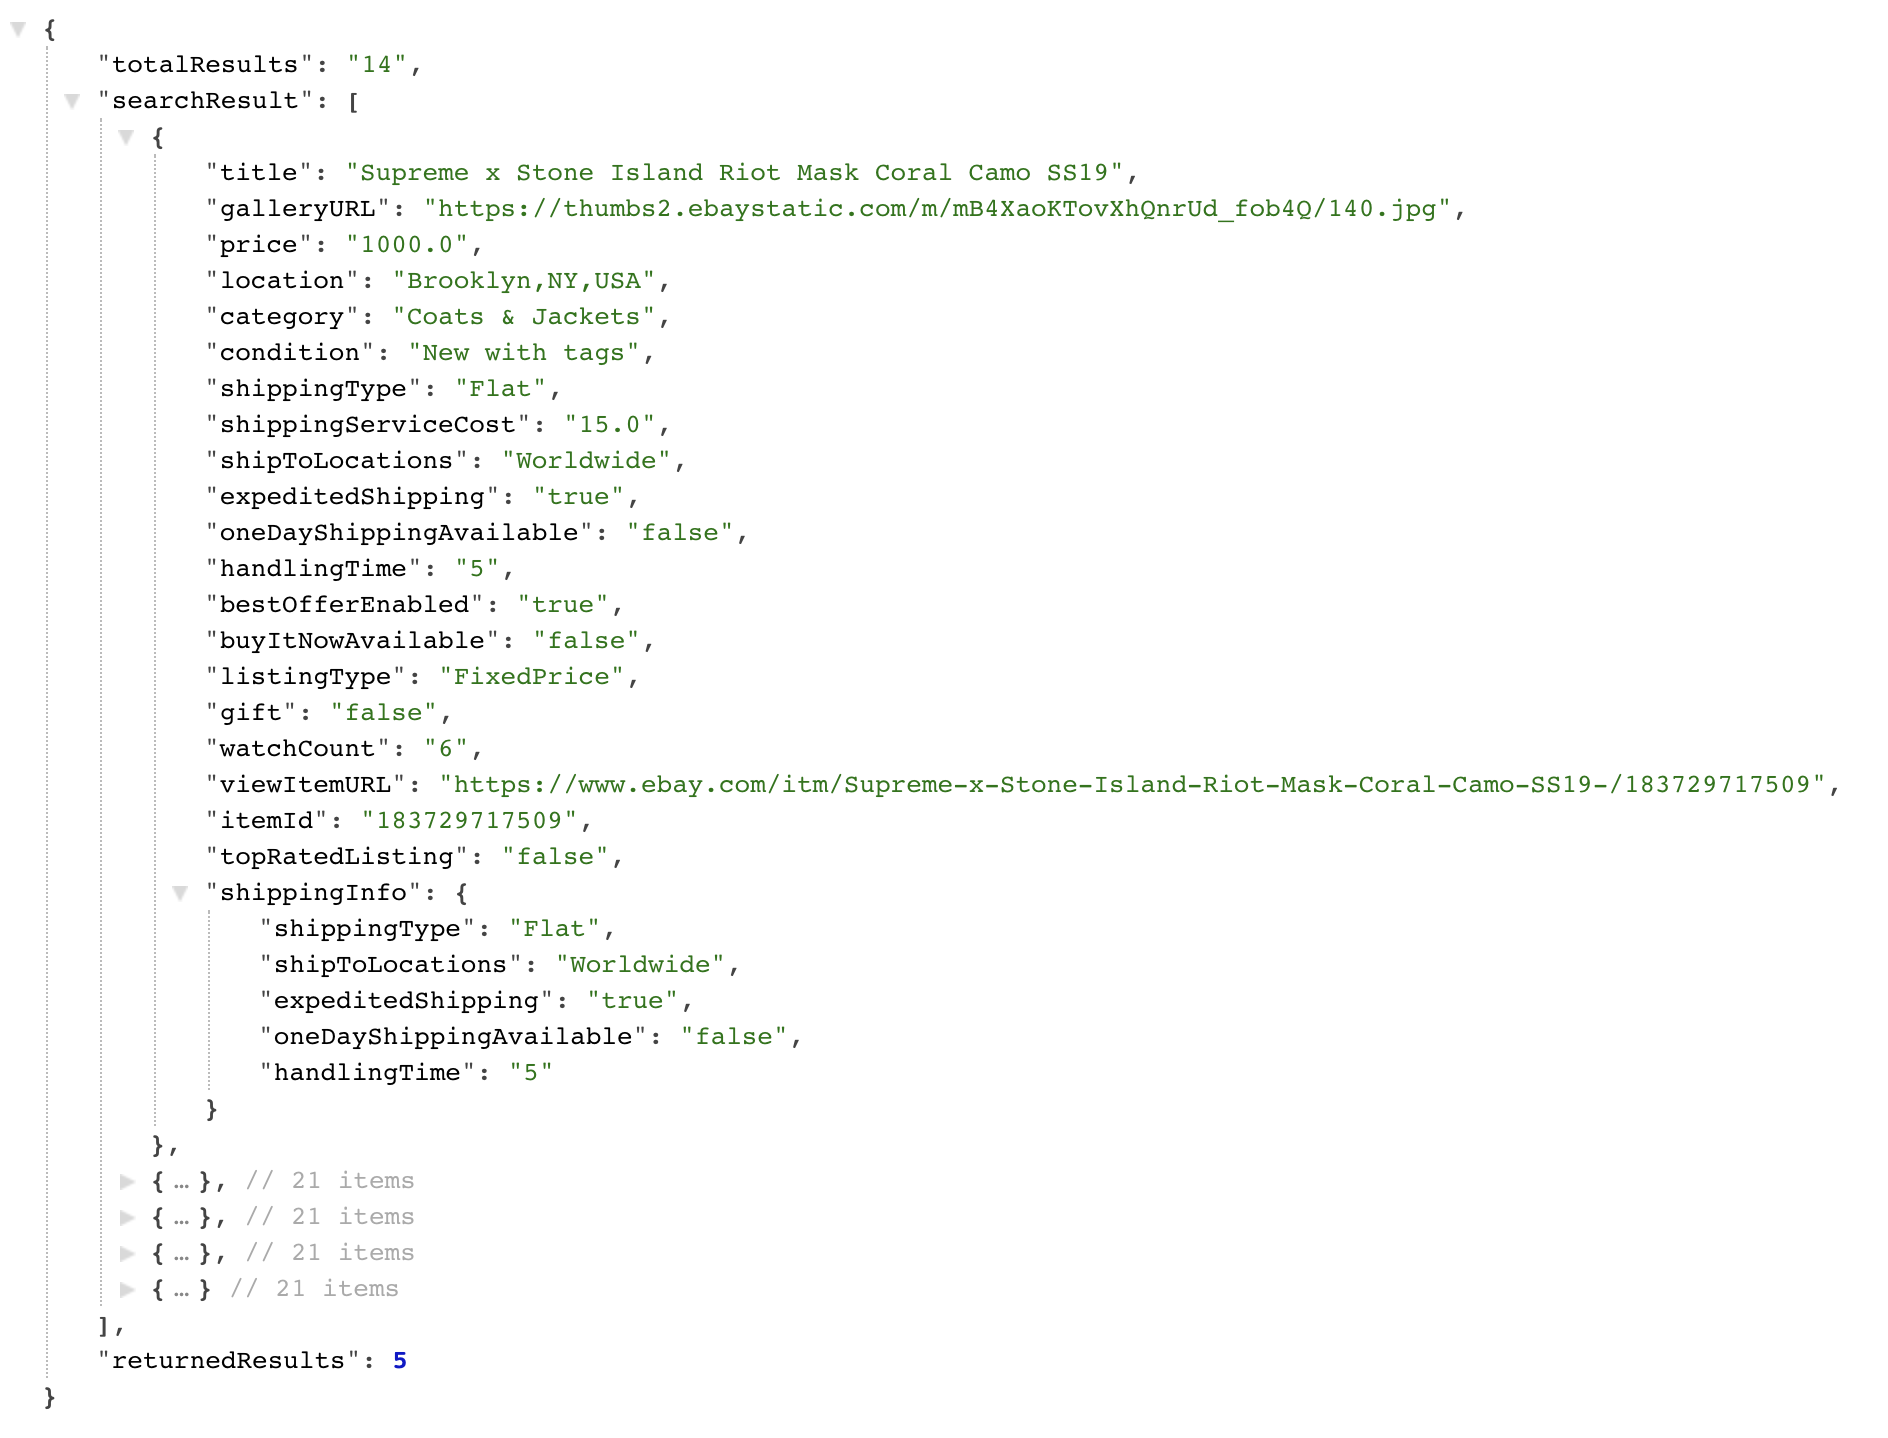 {
"totalResults": "14",
"searchResult": [
{
"title": "Supreme x Stone Island Riot Mask Coral Camo SS19",
"galleryURL": "https://thumbs2.ebaystatic.com/m/mB4XaoKTovXhQnrUd_fob4Q/140.jpg",
"price": "1000.0",
"location": "Brooklyn,NY,USA",
"category": "Coats & Jackets",
"condition": "New with tags",
"shippingType": "Flat",
"shippingServiceCost": "15.0",
"shipToLocations": "Worldwide",
"expeditedShipping": "true",
"oneDayShippingAvailable": "false",
"handlingTime": "5",
"bestOfferEnabled": "true",
"buyItNowAvailable": "false",
"listingType": "FixedPrice",
"gift": "false",
"watchCount": "6",
"viewItemURL": "https://www.ebay.com/itm/Supreme-x-Stone-Island-Riot-Mask-Coral-Camo-SS19-/183729717509",
"itemId": "183729717509",
"topRatedListing": "false",
"shippingInfo": {
"shippingType": "Flat",
"shipToLocations": "Worldwide",
"expeditedShipping": "true",
"oneDayShippingAvailable": "false",
"handlingTime": "5"
}
},
{ … }, // 21 items
{ … }, // 21 items
{ … }, // 21 items
{ … } // 21 items
],
"returnedResults": 5
}